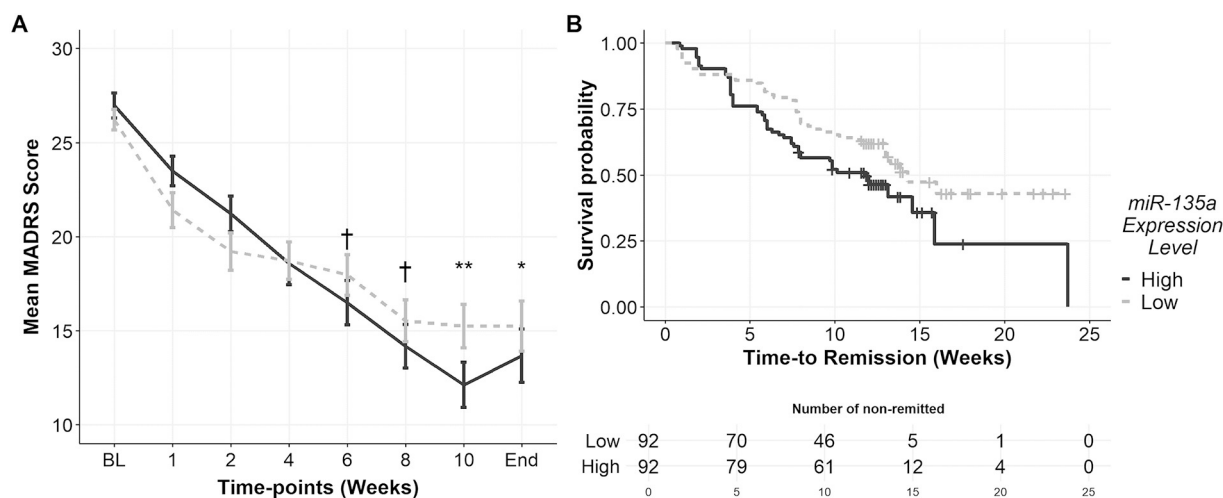 A
30
25
20
15
10
Mean MADRS Score
† † ** *
BL 1 2 4 6 8 10 End
Time-points (Weeks)
B
1.00
0.75
0.50
0.25
0.00
Survival probability
0 5 10 15 20 25
Time-to Remission (Weeks)
miR-135a
Expression
Level
High
Low
Number of non-remitted
Low 92 70 46 5 1 0
High 92 79 61 12 4 0
0 5 10 15 20 25